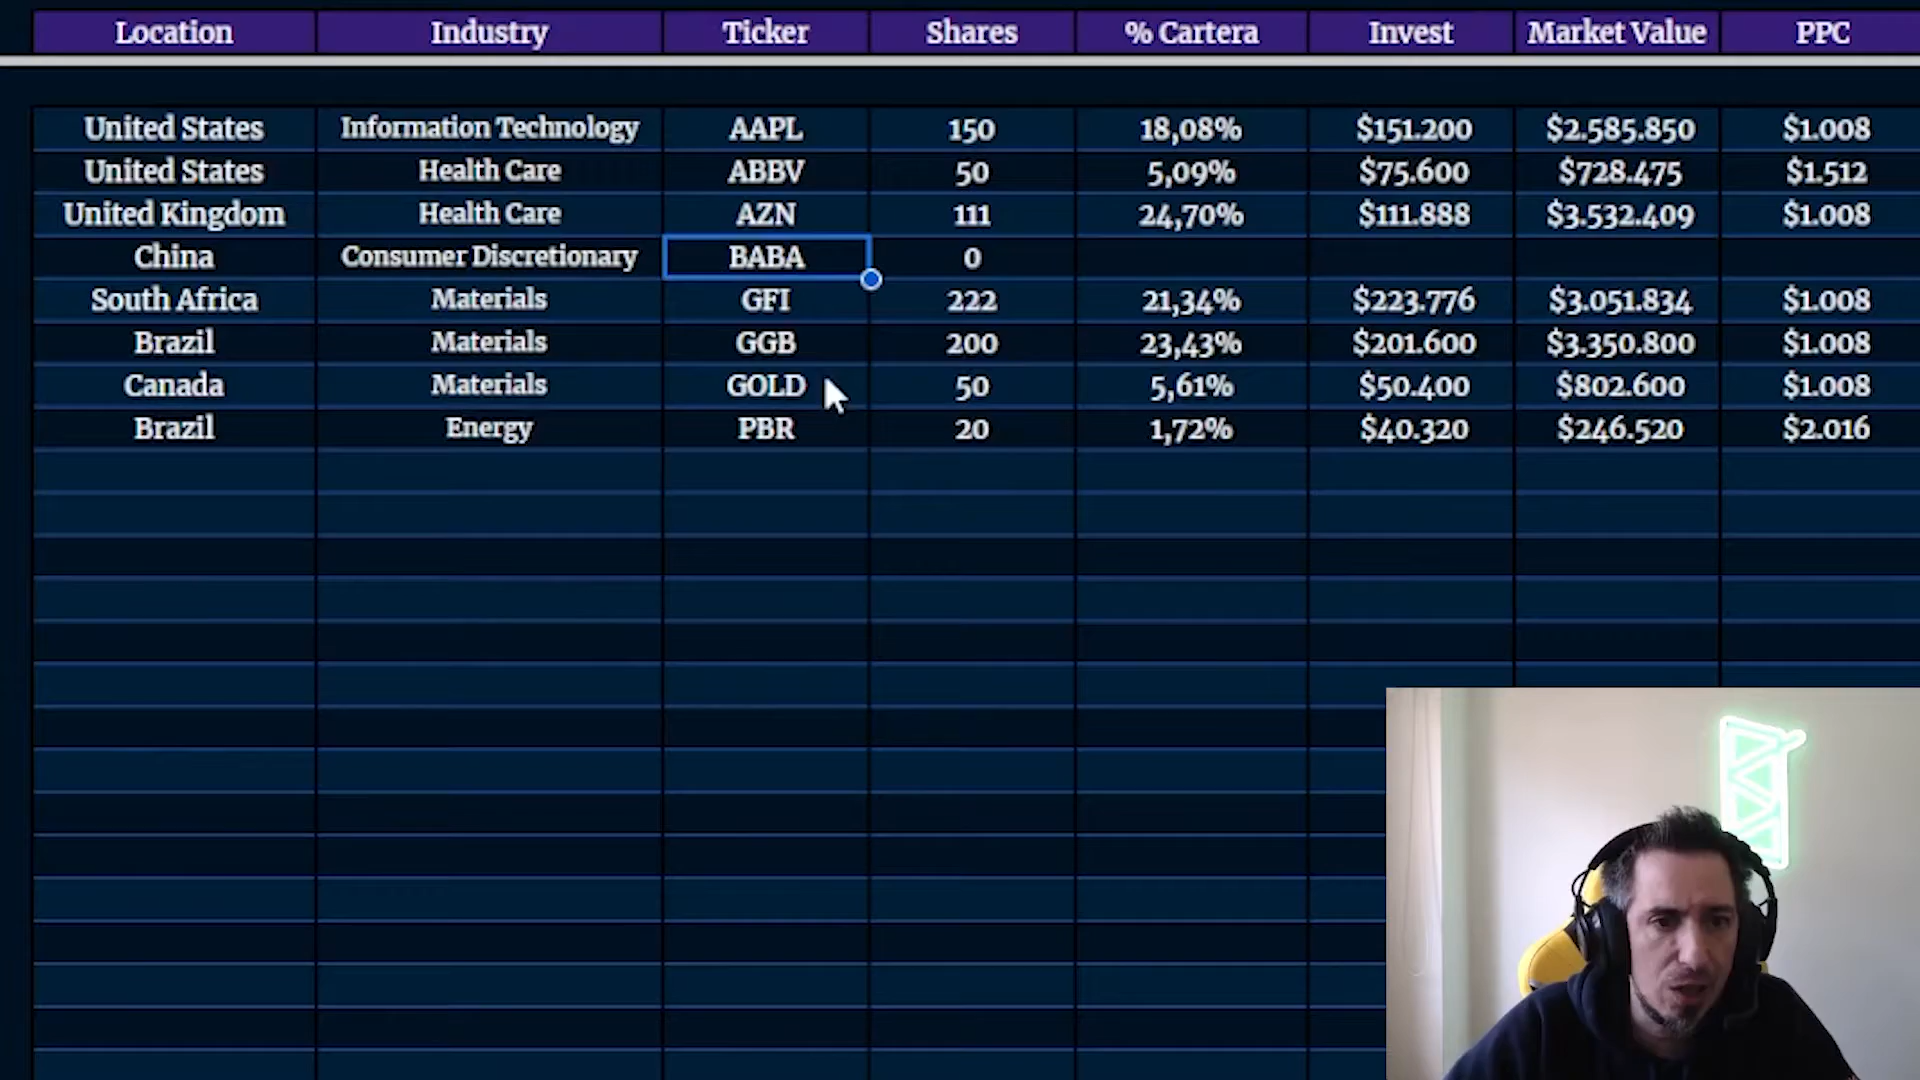 Location Industry Ticker Shares % Cartera Invest Market Value PPC
United States Information Technology AAPL 150 18,08% $151.200 $2.585.850 $1.008
United States Health Care ABBV 50 5,09% $75.600 $728.475 $1.512
United Kingdom Health Care AZN 111 24,70% $111.888 $3.532.409 $1.008
China Consumer Discretionary BABA 0
South Africa Materials GFI 222 21,34% $223.776 $3.051.834 $1.008
Brazil Materials GGB 200 23,43% $201.600 $3.350.800 $1.008
Canada Materials GOLD 50 5,61% $50.400 $802.600 $1.008
Brazil Energy PBR 20 1,72% $40.320 $246.520 $2.016